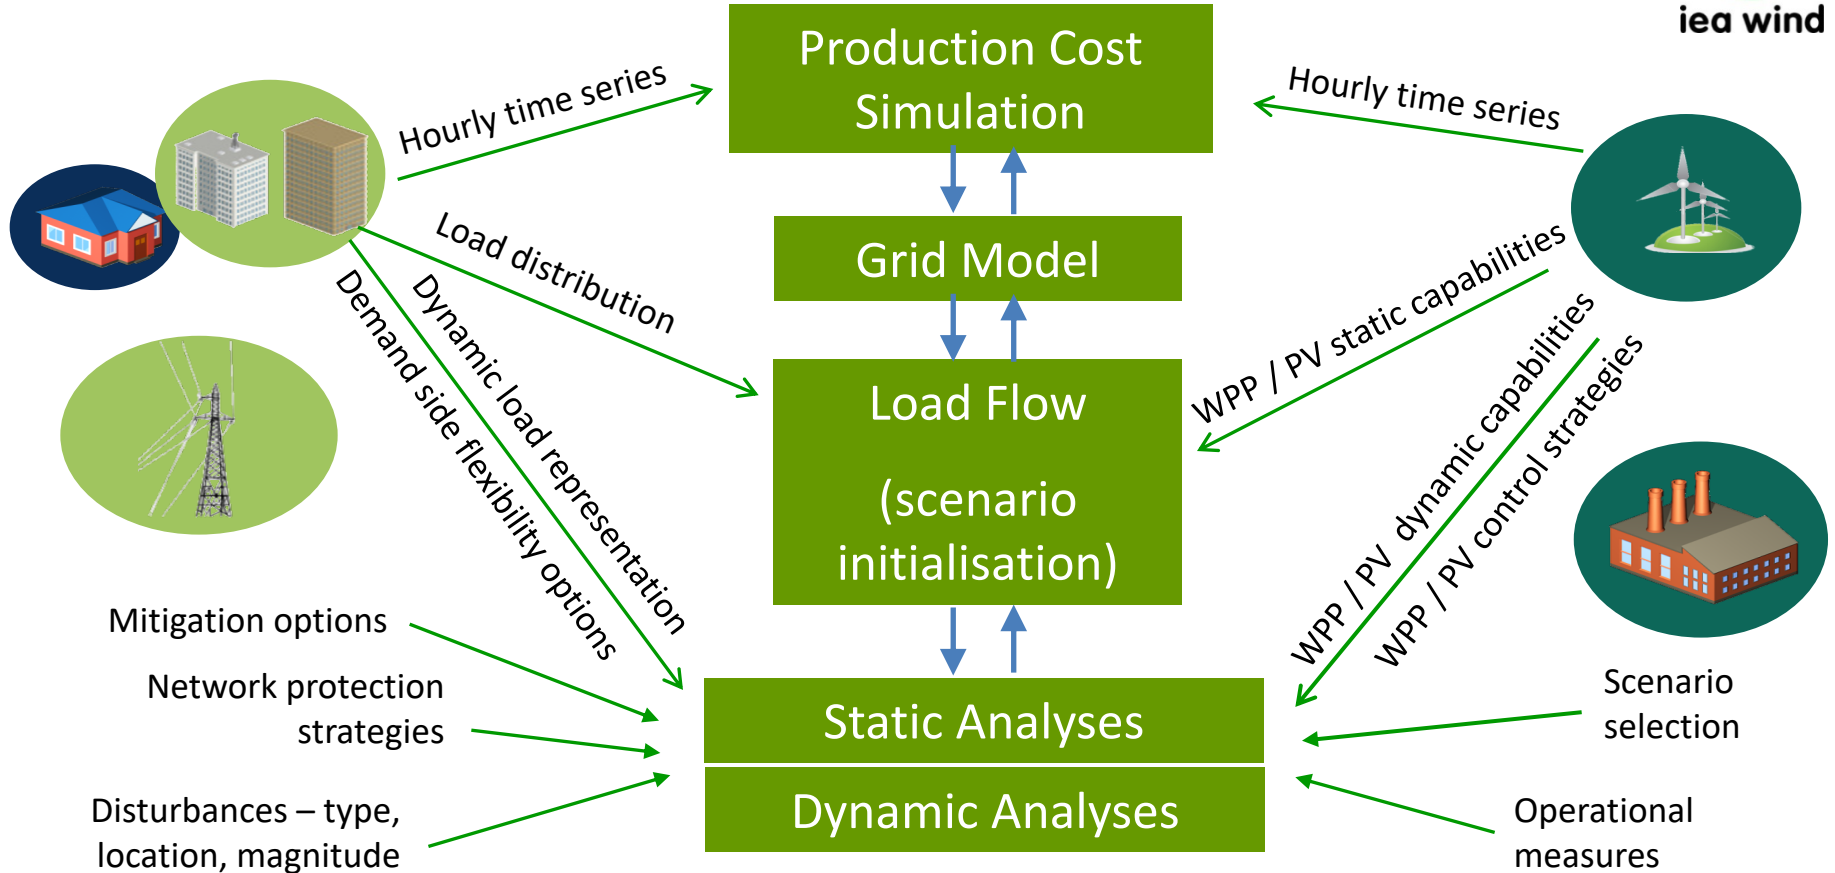 iea wind
Production Cost
Simulation
Hourly time series
Hourly time series
Grid Model
Load distribution
WPP / PV static capabilities
Dynamic load representation
Demand side flexibility options
Load Flow
(scenario
initialisation)
WPP / PV  dynamic capabilities
WPP / PV control strategies
Mitigation options
Network protection
strategies
Disturbances – type,
location, magnitude
Static Analyses
Dynamic Analyses
Scenario
selection
Operational
measures